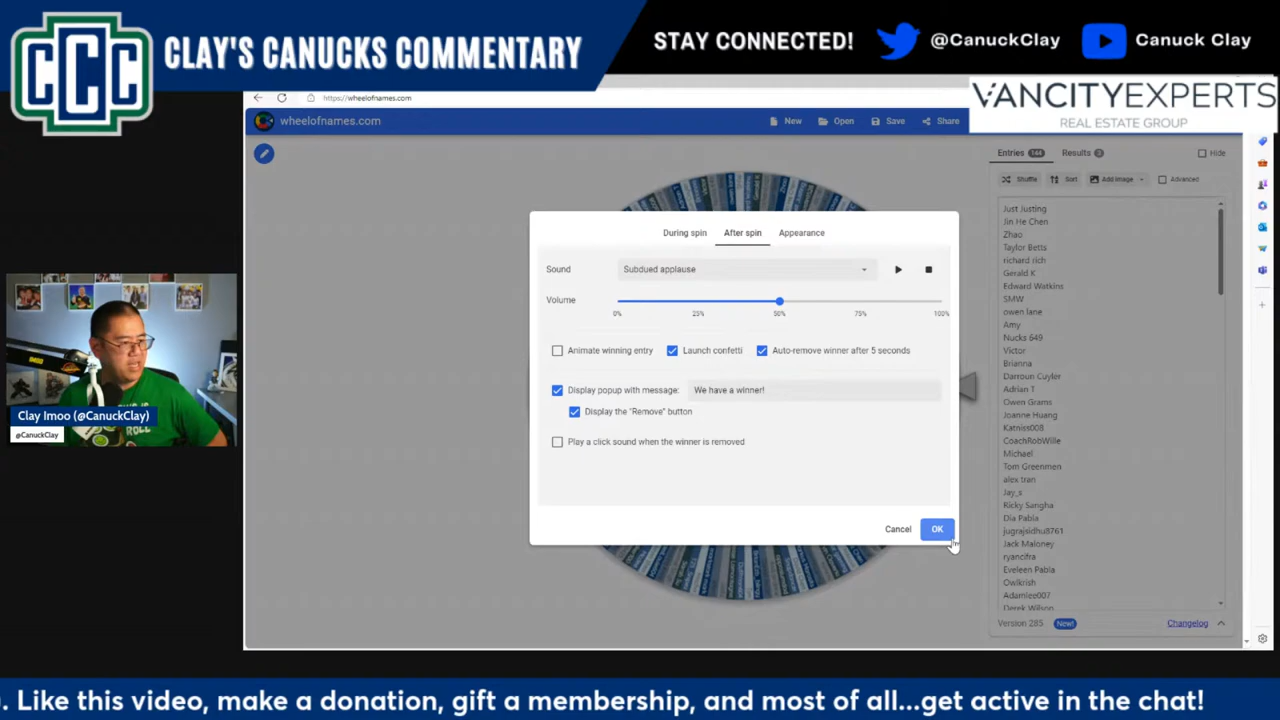 CCC
CLAY'S CANUCKS COMMENTARY
STAY CONNECTED!
@CanuckClay
Canuck Clay
VANCITYEXPERTS
REAL ESTATE GROUP
https://wheelofnames.com
wheelofnames.com
New
Open
Save
Share
Entries 144
Results
Hide
Shuffle
Sort
Add image
Advanced
Just Justing
Jin He Chen
Zhao
Taylor Betts
richard rich
Gerald K
Edward Watkins
SMW
owen lane
Amy
Nucks 649
Victor
Brianna
Darroun Cuyler
Adrian T
Owen Grams
Joanne Huang
Katniss008
CoachRobWille
Michael
Tom Greenmen
alex tran
Jay_s
Ricky Sangha
Dia Pabla
jugrajsidhu9761
Jack Maloney
ryancifra
Eveleen Pabla
Owlkrish
Adamlee007
Derek Wilson
Version 285
New!
Changelog
During spin
After spin
Appearance
Sound
Subdued applause
Volume
0%
25%
50%
75%
100%
Animate winning entry
Launch confetti
Auto-remove winner after 5 seconds
Display popup with message:
We have a winner!
Display the "Remove" button
Play a click sound when the winner is removed
Cancel
OK
Clay Imoo (@CanuckClay)
@CanuckClay
. Like this video, make a donation, gift a membership, and most of all...get active in the chat!